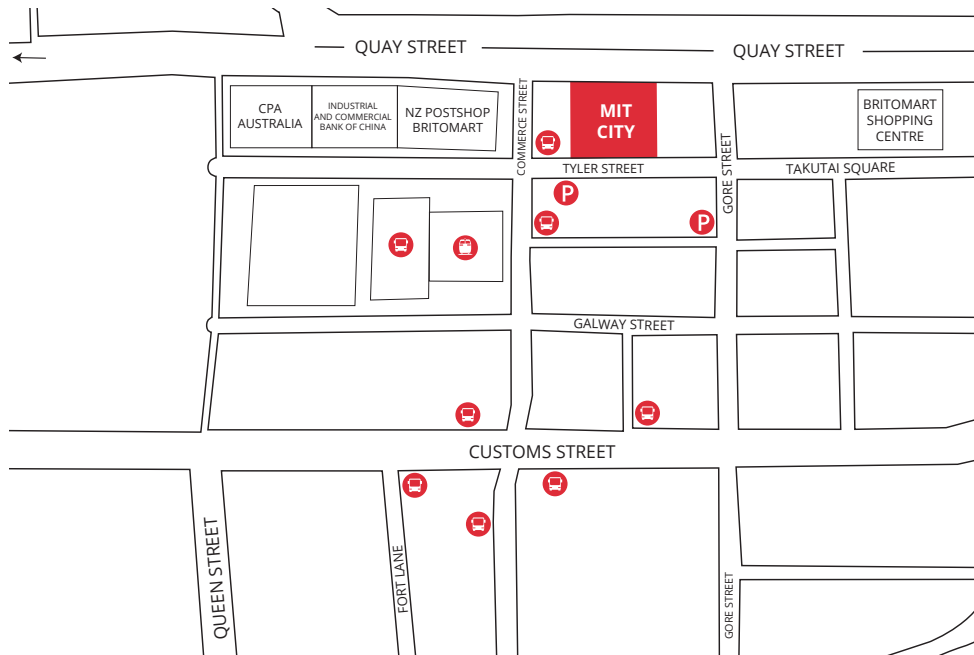 QUAY STREET
QUAY STREET
CPA
AUSTRALIA
INDUSTRIAL
AND COMMERCIAL
BANK OF CHINA
NZ POSTSHOP
BRITOMART
COMMERCE STREET
MIT
CITY
GORE STREET
BRITOMART
SHOPPING
CENTRE
TYLER STREET
TAKUTAI SQUARE
P
P
GALWAY STREET
CUSTOMS STREET
QUEEN STREET
FORT LANE
GORE STREET